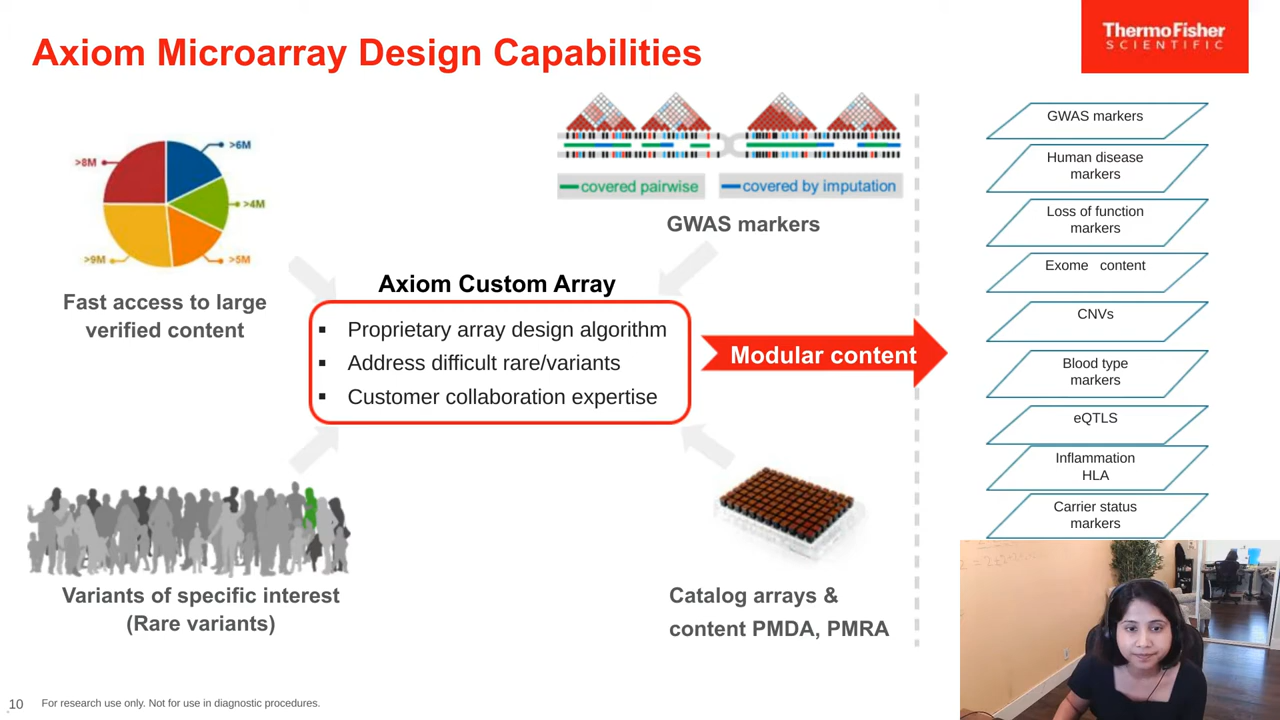 Axiom Microarray Design Capabilities
ThermoFisher
SCIENTIFIC
>8M
>6M
>4M
>9M
>5M
Fast access to large
verified content
covered pairwise
covered by imputation
GWAS markers
Axiom Custom Array
▪ Proprietary array design algorithm
▪ Address difficult rare/variants
▪ Customer collaboration expertise
Modular content
Variants of specific interest
(Rare variants)
Catalog arrays &
content PMDA, PMRA
GWAS markers
Human disease
markers
Loss of function
markers
Exome content
CNVs
Blood type
markers
eQTLS
Inflammation
HLA
Carrier status
markers
10
For research use only. Not for use in diagnostic procedures.